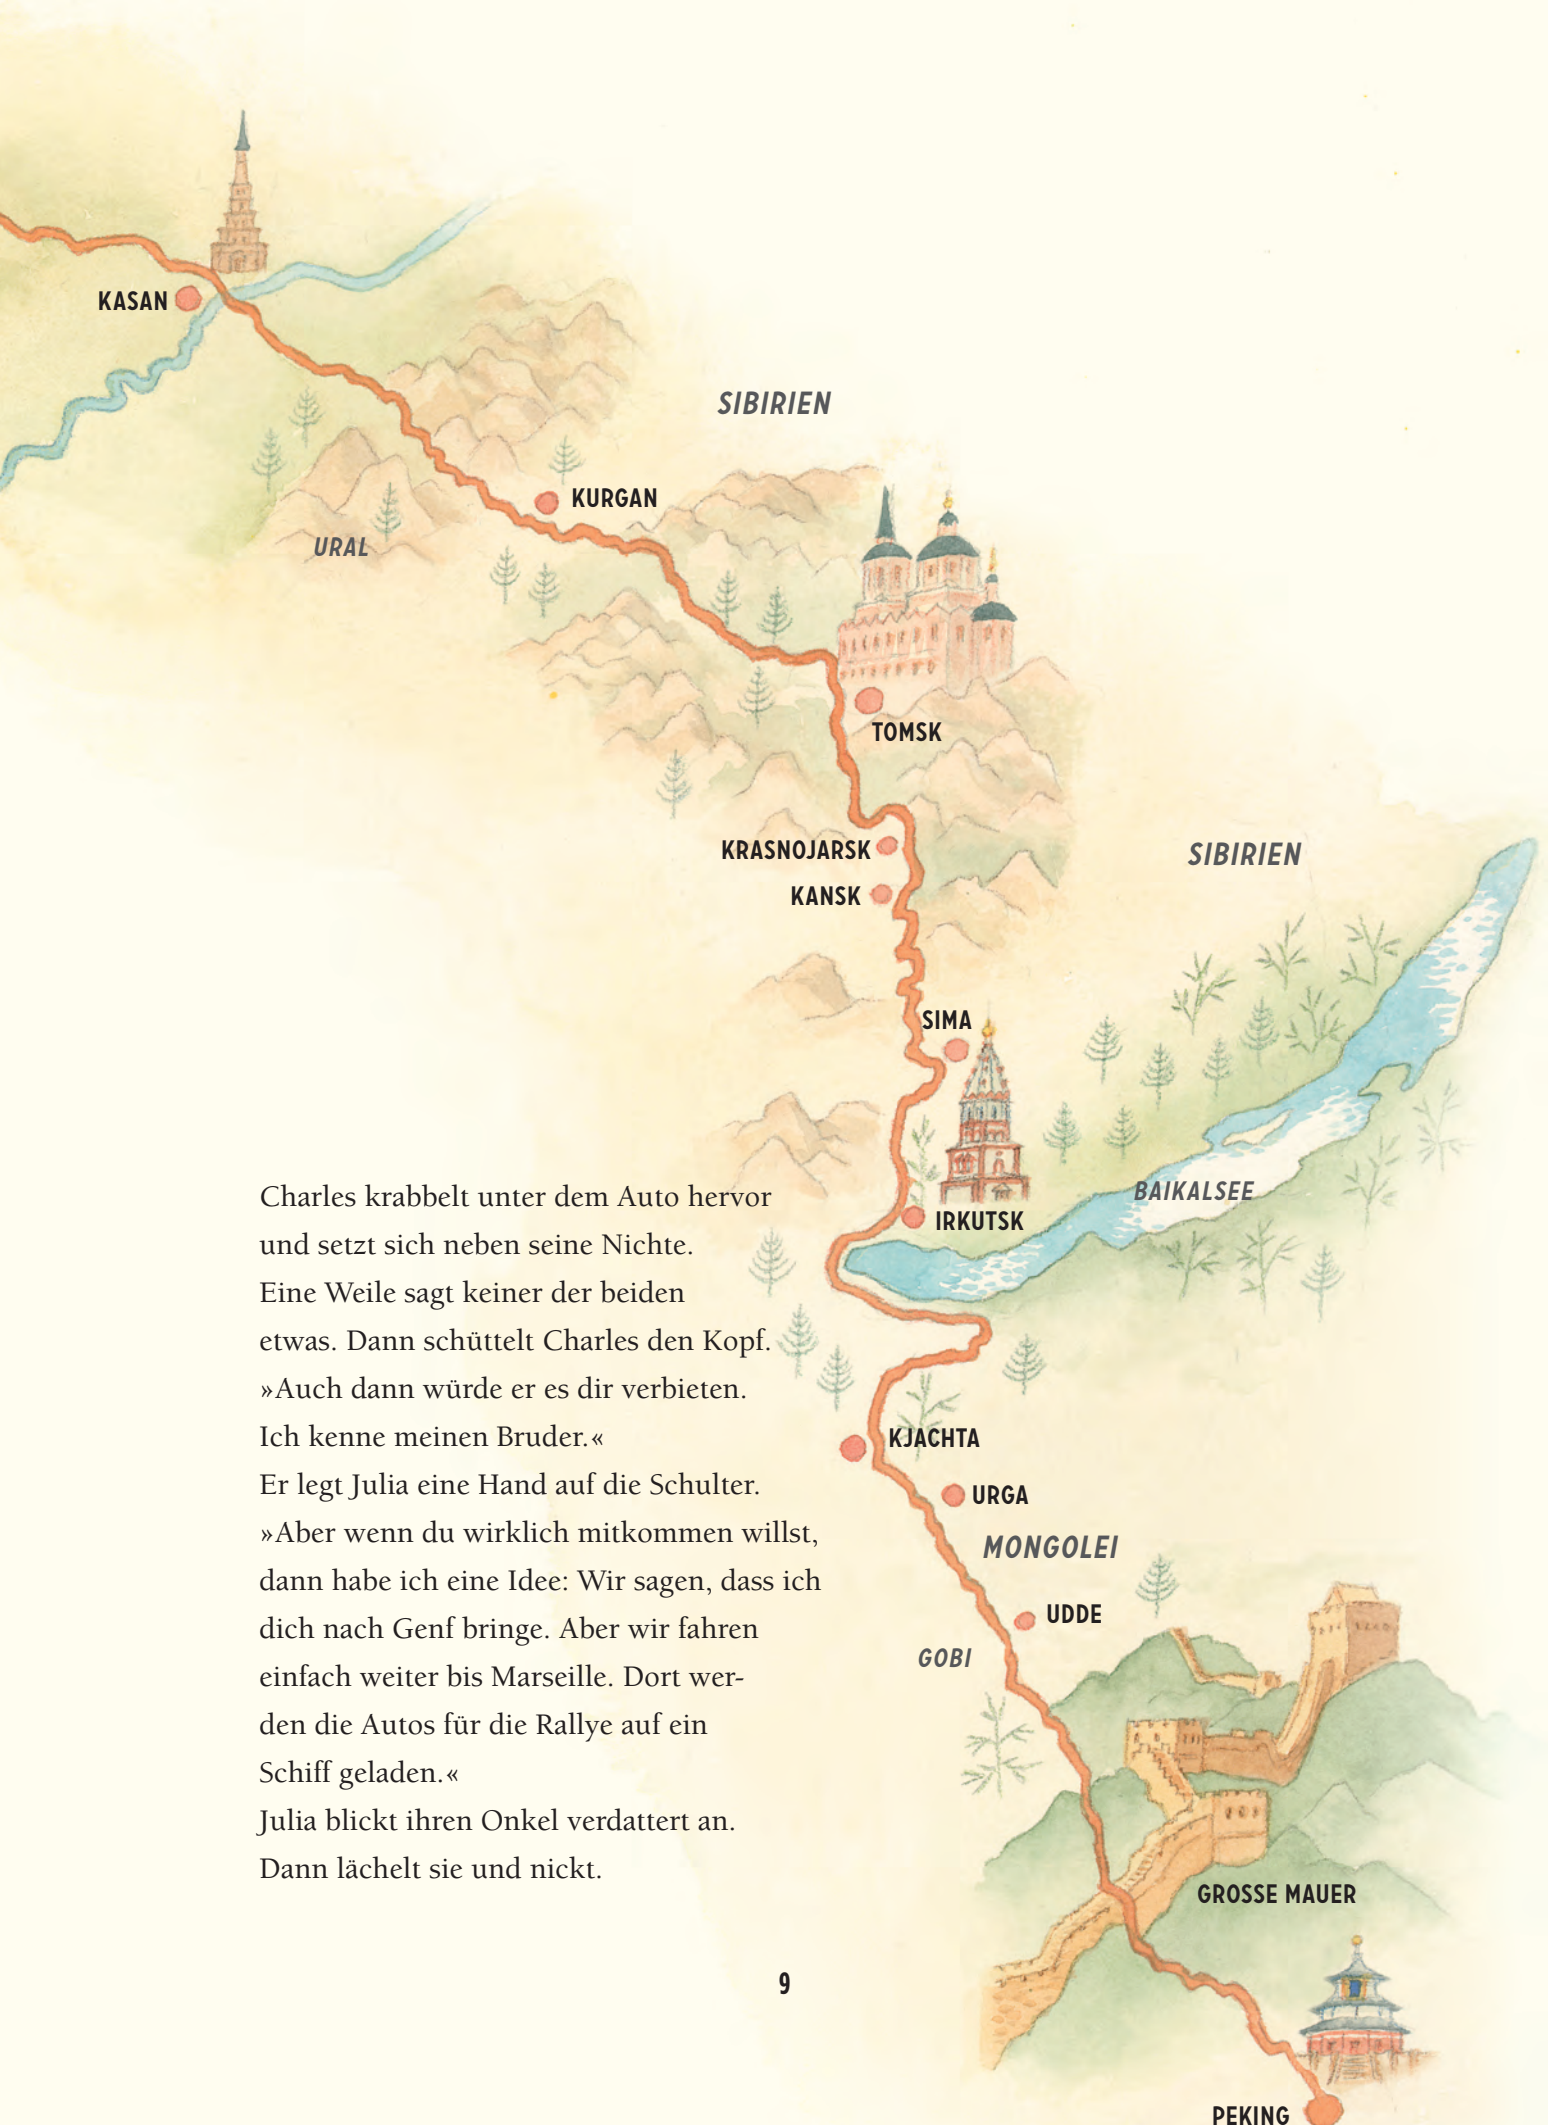 KASAN
SIBIRIEN
KURGAN
URAL
TOMSK
KRASNOJARSK
SIBIRIEN
KANSK
SIMA
BAIKALSEE
IRKUTSK
Charles krabbelt unter dem Auto hervor
und setzt sich neben seine Nichte.
Eine Weile sagt keiner der beiden
etwas. Dann schüttelt Charles den Kopf.
»Auch dann würde er es dir verbieten.
Ich kenne meinen Bruder.«
Er legt Julia eine Hand auf die Schulter.
»Aber wenn du wirklich mitkommen willst,
dann habe ich eine Idee: Wir sagen, dass ich
dich nach Genf bringe. Aber wir fahren
einfach weiter bis Marseille. Dort wer-
den die Autos für die Rallye auf ein
Schiff geladen.«
Julia blickt ihren Onkel verdattert an.
Dann lächelt sie und nickt.
KJACHTA
URGA
MONGOLEI
UDDE
GOBI
GROSSE MAUER
9
PEKING